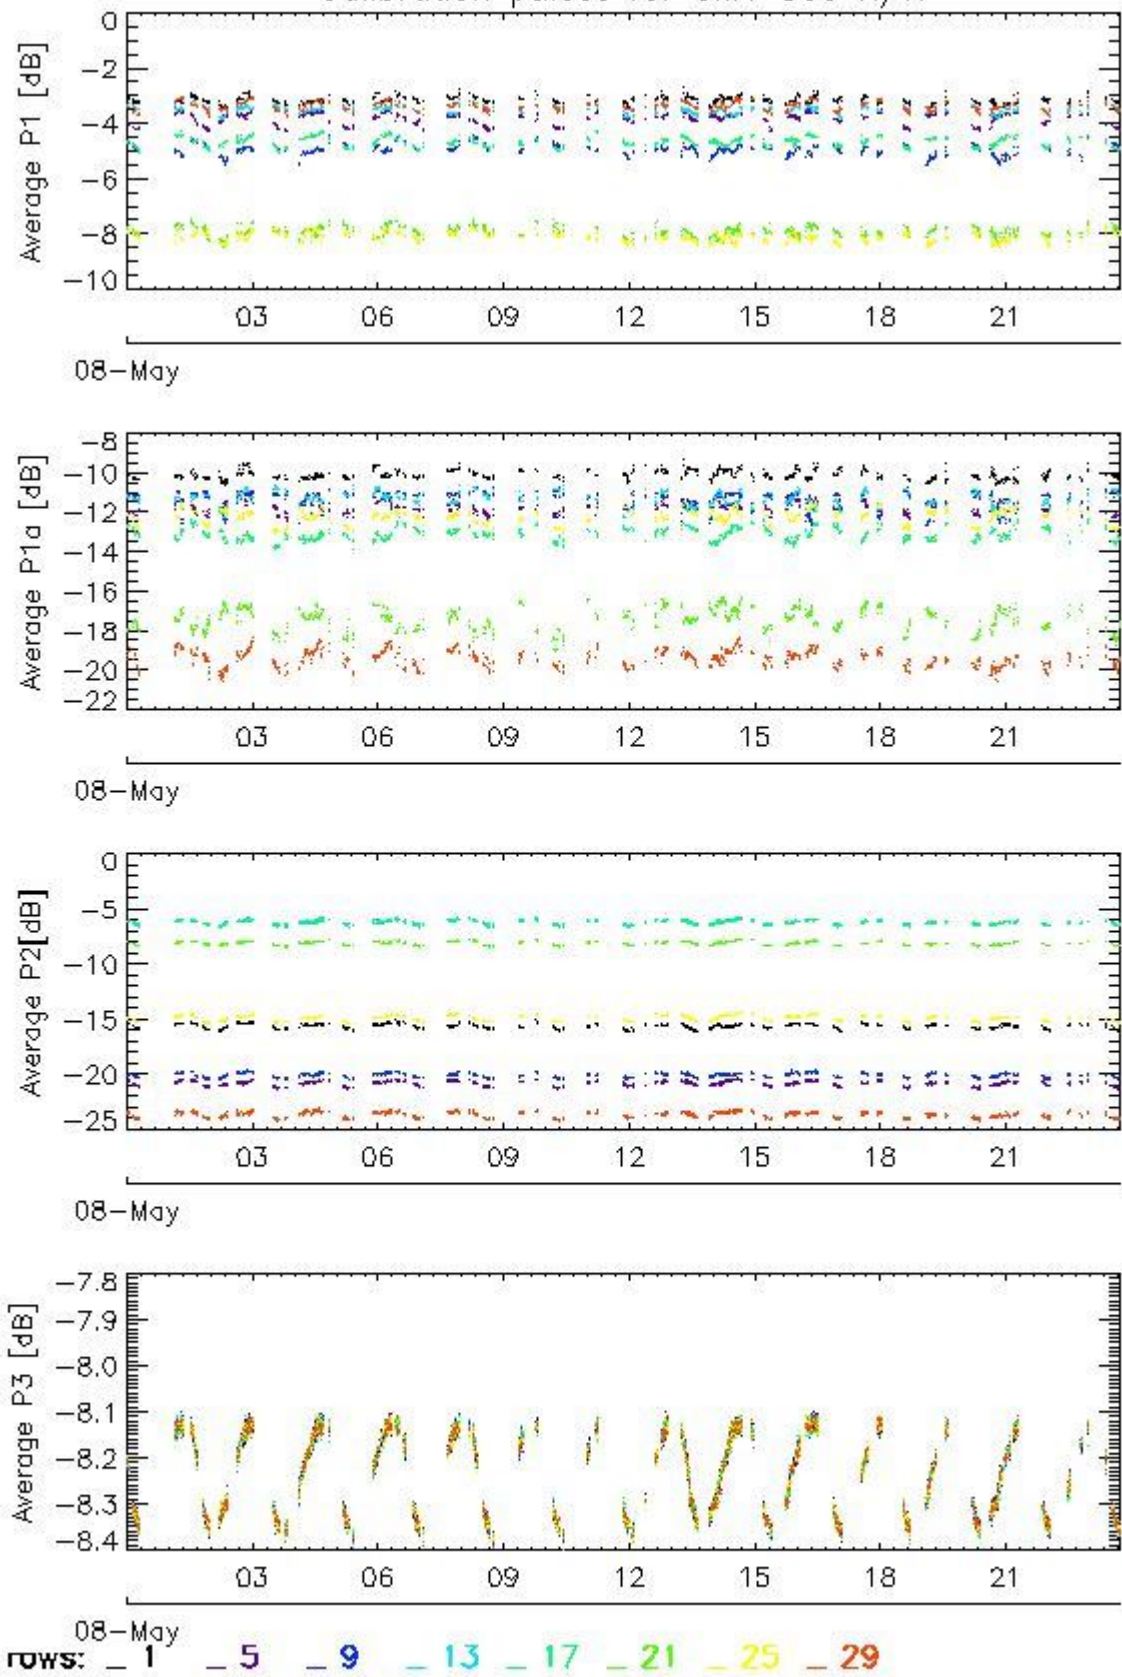 Average P1 [dB]
0
−2
−4
−6
−8
−10
03 06 09 12 15 18 21
08−May
Average P1a [dB]
−8
−10
−12
−14
−16
−18
−20
−22
03 06 09 12 15 18 21
08−May
Average P2[dB]
0
−5
−10
−15
−20
−25
03 06 09 12 15 18 21
08−May
Average P3 [dB]
−7.8
−7.9
−8.0
−8.1
−8.2
−8.3
−8.4
03 06 09 12 15 18 21
08−May
rows: _ 1 _ 5 _ 9 _ 13 _ 17 _ 21 _ 25 _ 29